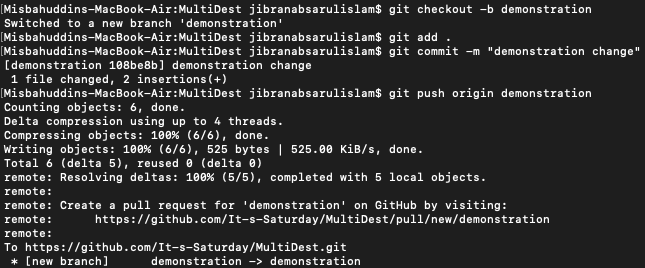 [Misbahuddins-MacBook-Air:MultiDest jibranabsarulislam$ git checkout -b demonstration
Switched to a new branch 'demonstration'
[Misbahuddins-MacBook-Air:MultiDest jibranabsarulislam$ git add .
[Misbahuddins-MacBook-Air:MultiDest jibranabsarulislam$ git commit -m "demonstration change"
[demonstration 108be8b] demonstration change
 1 file changed, 2 insertions(+)
[Misbahuddins-MacBook-Air:MultiDest jibranabsarulislam$ git push origin demonstration
Counting objects: 6, done.
Delta compression using up to 4 threads.
Compressing objects: 100% (6/6), done.
Writing objects: 100% (6/6), 525 bytes | 525.00 KiB/s, done.
Total 6 (delta 5), reused 0 (delta 0)
remote: Resolving deltas: 100% (5/5), completed with 5 local objects.
remote:
remote: Create a pull request for 'demonstration' on GitHub by visiting:
remote:      https://github.com/It-s-Saturday/MultiDest/pull/new/demonstration
remote:
To https://github.com/It-s-Saturday/MultiDest.git
 * [new branch]      demonstration -> demonstration